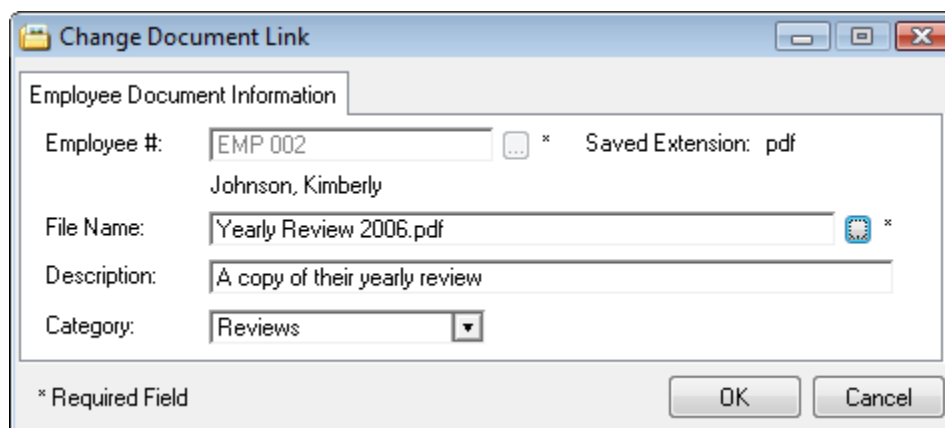 Change Document Link
Employee Document Information
Employee #: EMP 002 ... * Saved Extension: pdf
Johnson, Kimberly
File Name: Yearly Review 2006.pdf ... *
Description: A copy of their yearly review
Category: Reviews
* Required Field OK Cancel